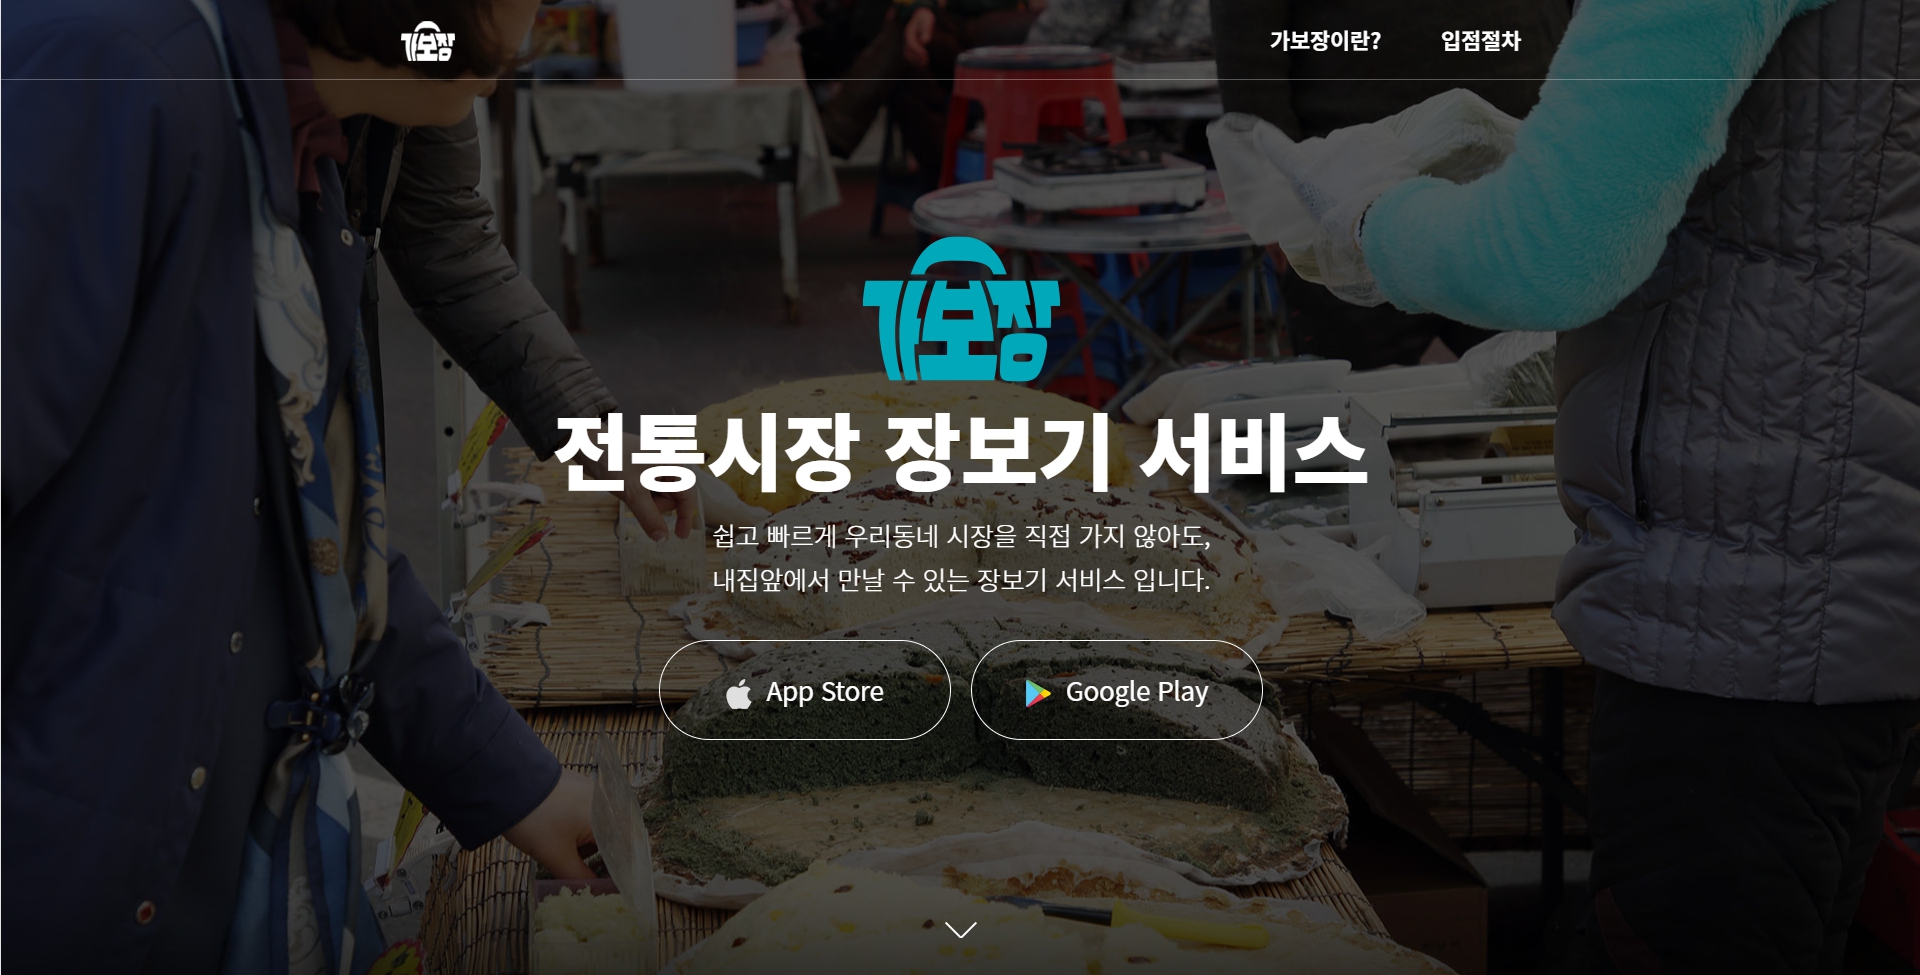 가보장
가보장이란?
입점절차
가보장
전통시장 장보기 서비스
쉽고 빠르게 우리동네 시장을 직접 가지 않아도,
내집앞에서 만날 수 있는 장보기 서비스 입니다.
App Store
Google Play